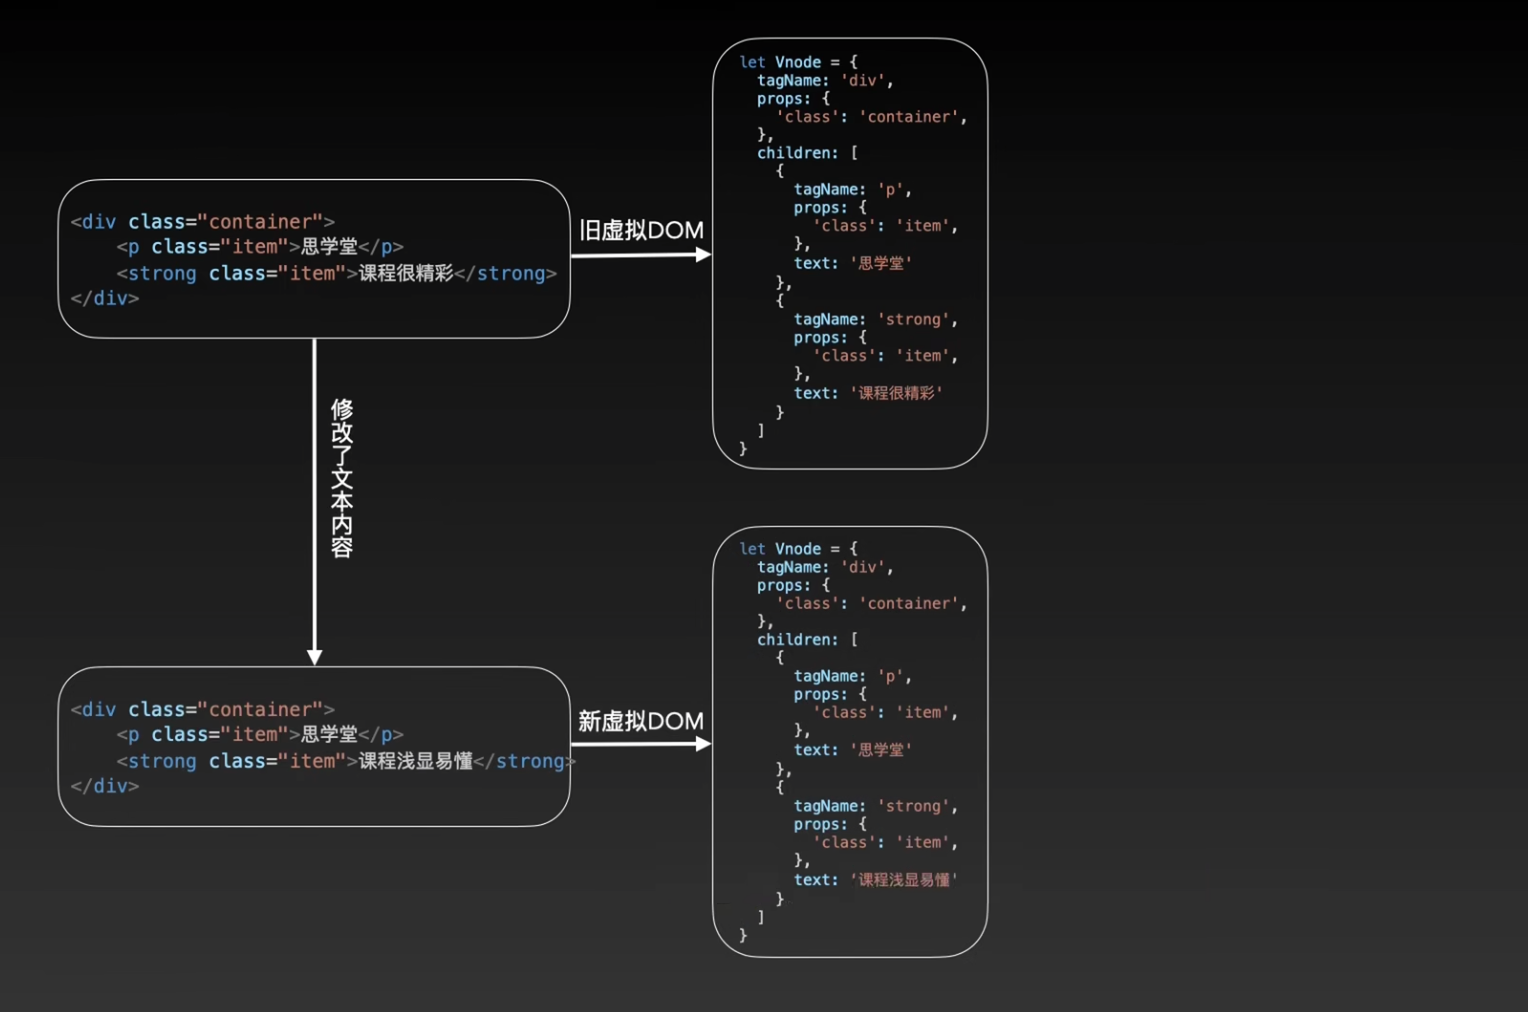 <div class="container">
<p class="item">思学堂</p>
<strong class="item">课程很精彩</strong>
</div>
旧虚拟DOM
let Vnode = {
tagName: 'div',
props: {
'class': 'container',
},
children: [
{
tagName: 'p',
props: {
'class': 'item',
},
text: '思学堂'
},
{
tagName: 'strong',
props: {
'class': 'item',
},
text: '课程很精彩'
}
]
}
修改了文本内容
<div class="container">
<p class="item">思学堂</p>
<strong class="item">课程浅显易懂</strong>
</div>
新虚拟DOM
let Vnode = {
tagName: 'div',
props: {
'class': 'container',
},
children: [
{
tagName: 'p',
props: {
'class': 'item',
},
text: '思学堂'
},
{
tagName: 'strong',
props: {
'class': 'item',
},
text: '课程浅显易懂'
}
]
}